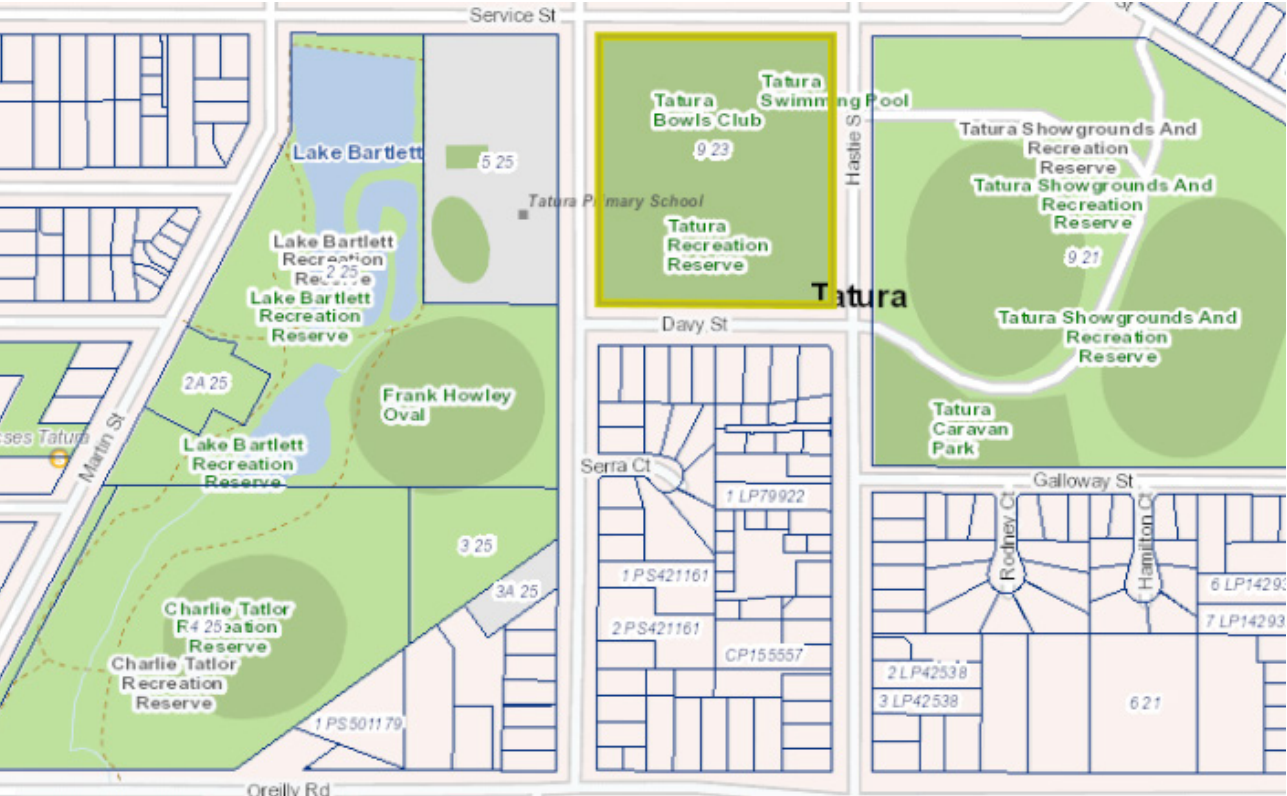 Service St
St
Tatura
Swimming Pool
Tatura
Bowls Club
9 23
Hastie S
Tatura Showgrounds And
Recreation
Reserve
Tatura Showgrounds And
Recreation
Reserve
9 21
Lake Bartlett
5 25
Tatura Primary School
Tatura
Recreation
Reserve
Lake Bartlett
Recreation
2 25
Lake Bartlett
Recreation
Reserve
Tatura
Davy St
Tatura Showgrounds And
Recreation
Reserve
2A 25
Frank Howley
Oval
Tatura
Caravan
Park
ses Tatura
Martin St
Lake Bartlett
Recreation
Reserve
Serra Ct
Galloway St
1 LP79922
Rodney Ct
Hamilton Ct
3 25
1 PS421161
3A 25
6 LP14293
7 LP14293
Charlie Tatlor
4 25
Reserve
2 PS421161
CP155557
Charlie Tatlor
Recreation
Reserve
2 LP42538
3 LP42538
6 21
1 PS501179
Oreilly Rd